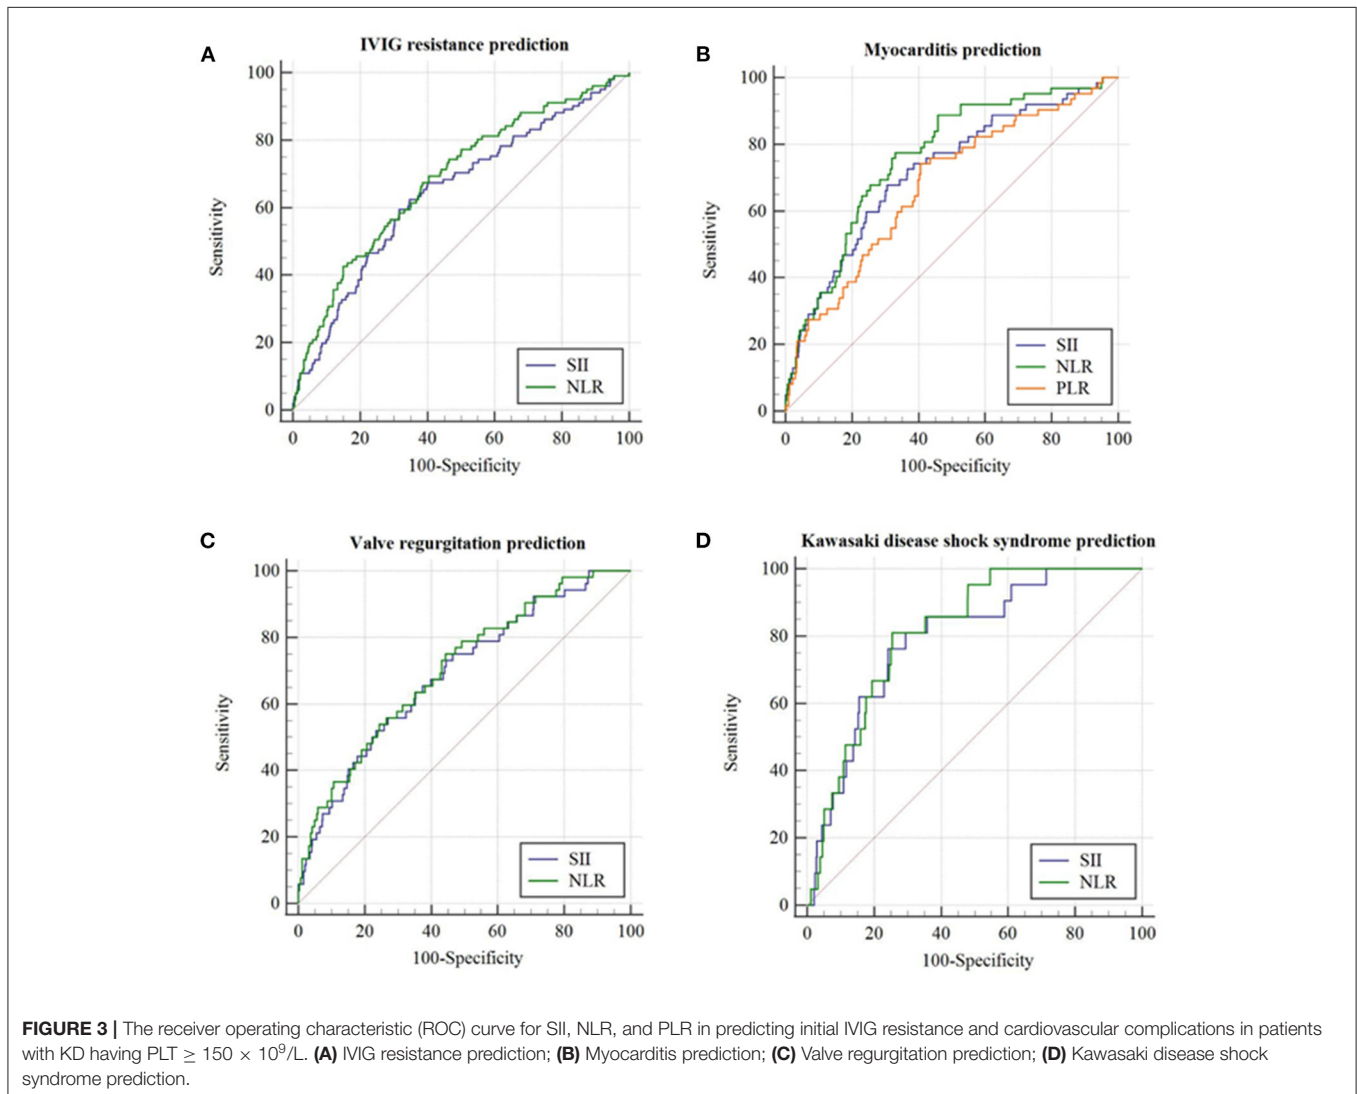 A
IVIG resistance prediction
100
80
60
40
20
0
Sensitivity
SII
NLR
0 20 40 60 80 100
100-Specificity
B
Myocarditis prediction
100
80
60
40
20
0
Sensitivity
SII
NLR
PLR
0 20 40 60 80 100
100-Specificity
C
Valve regurgitation prediction
100
80
60
40
20
0
Sensitivity
SII
NLR
0 20 40 60 80 100
100-Specificity
D
Kawasaki disease shock syndrome prediction
100
80
60
40
20
0
Sensitivity
SII
NLR
0 20 40 60 80 100
100-Specificity
FIGURE 3 | The receiver operating characteristic (ROC) curve for SII, NLR, and PLR in predicting initial IVIG resistance and cardiovascular complications in patients
with KD having PLT ≥ 150 × 10⁹/L. (A) IVIG resistance prediction; (B) Myocarditis prediction; (C) Valve regurgitation prediction; (D) Kawasaki disease shock
syndrome prediction.